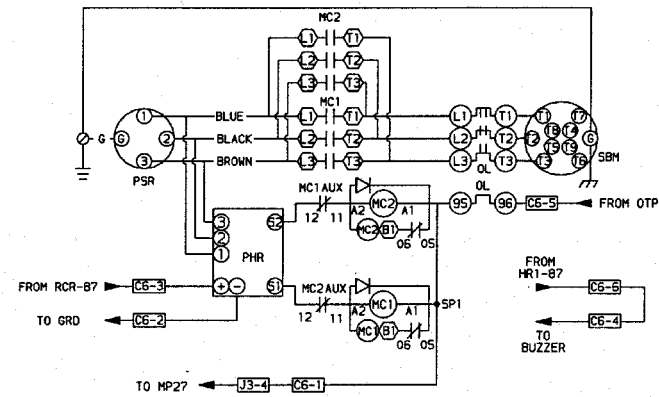 MC2
L1 T1
L2 T2
L3 T3
MC1
1 BLUE L1 T1 L1 T1 T1 T7
G G 2 BLACK L2 T2 L2 T2 T2 T8 T4 G
T5 T9
3 BROWN L3 T3 L3 T3 T3 T6
PSR OL SBM
MC1 AUX OL
A2 MC2 A1 95 96 C6-5 FROM OTP
12 11
3 S2 MC2 B1
06 05
2
1 PHR
FROM HR1-87
FROM RCR-87 C6-3 + − S1 MC2 AUX C6-6
A2 MC1 A1 SP1
12 11
TO GRD C6-2 MC1 B1 C6-4
06 05
TO BUZZER
TO MP27 J3-4 C6-1